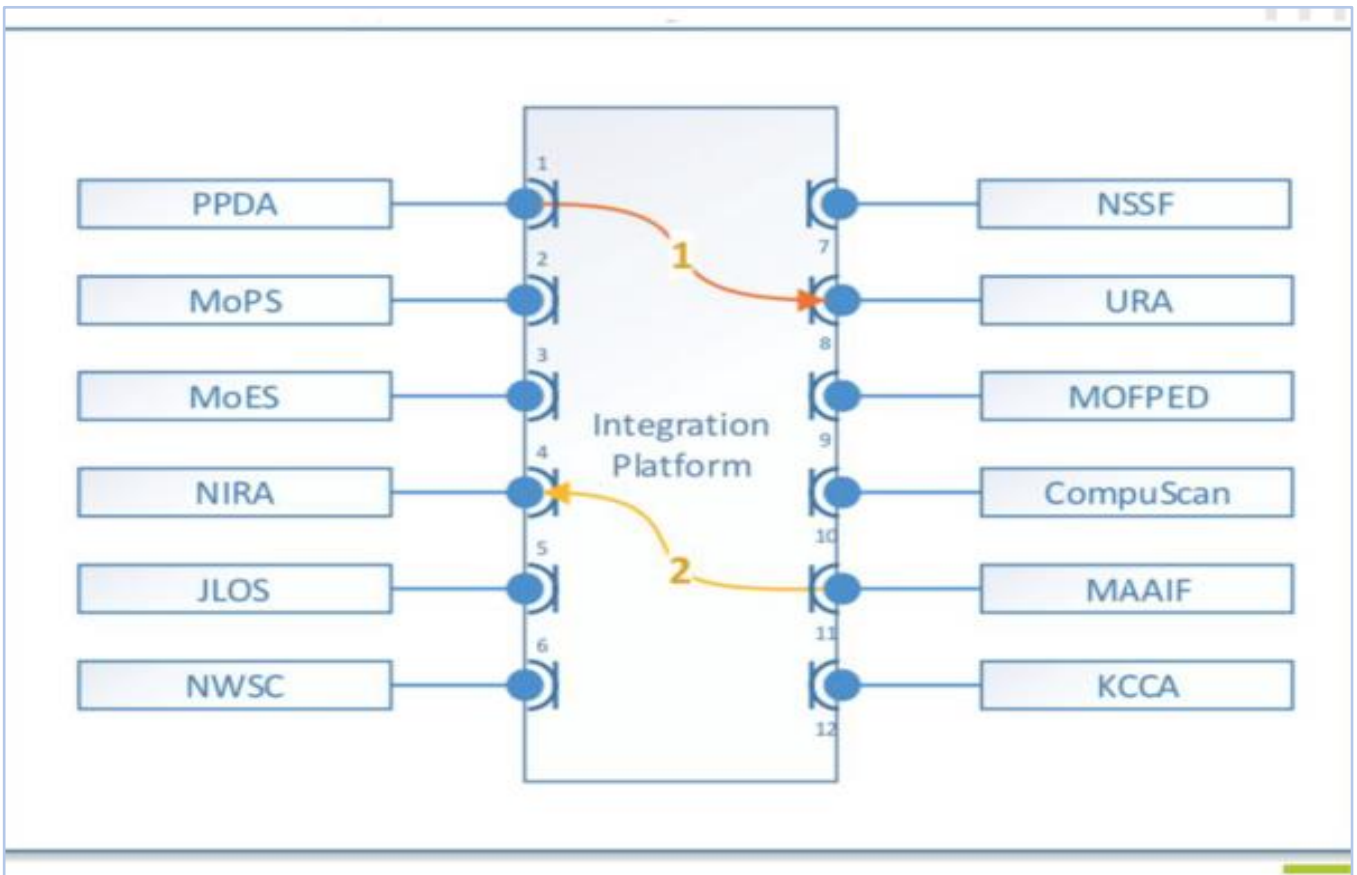 1
PPDA
NSSF
7
1
2
MoPS
URA
8
3
MoES
MOFPED
9
Integration
Platform
4
NIRA
CompuScan
10
5
2
JLOS
MAAIF
11
6
NWSC
KCCA
12